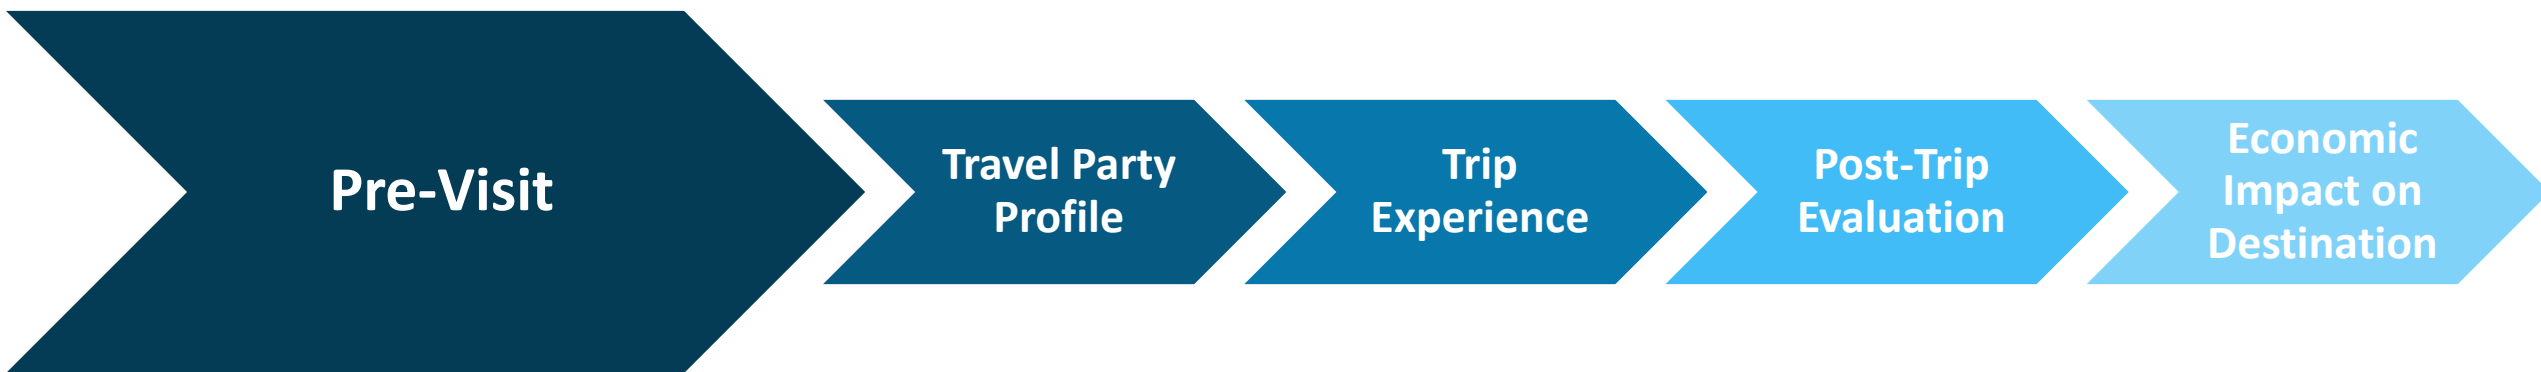 Pre-Visit
Travel Party
Profile
Trip
Experience
Post-Trip
Evaluation
Economic
Impact on
Destination